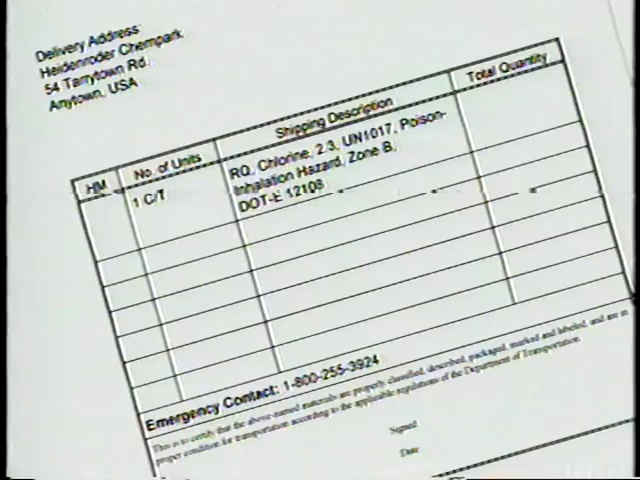 Delivery Address:
Heidenroder Chempark
54 Tarrytown Rd.
Anytown, USA
HM No. of Units Shipping Description Total Quantity
1 C/T RQ, Chlorine, 2.3, UN1017, Poison-
Inhalation Hazard, Zone B,
DOT-E 12108
Emergency Contact: 1-800-255-3924
This is to certify that the above-named materials are properly classified, described, packaged, marked and labeled, and are in
proper condition for transportation according to the applicable regulations of the Department of Transportation.
Signed
Date